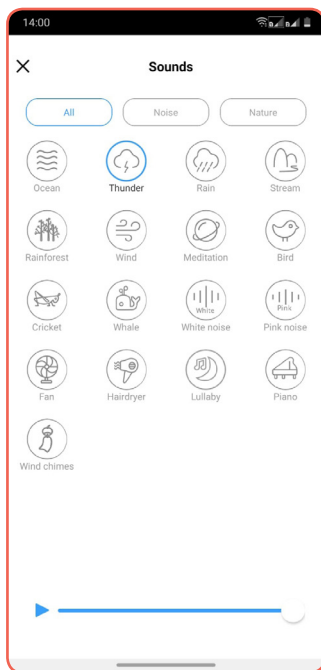 14:00
Sounds
All Noise Nature
Ocean Thunder Rain Stream
Rainforest Wind Meditation Bird
White Pink
Cricket Whale White noise Pink noise
Fan Hairdryer Lullaby Piano
Wind chimes